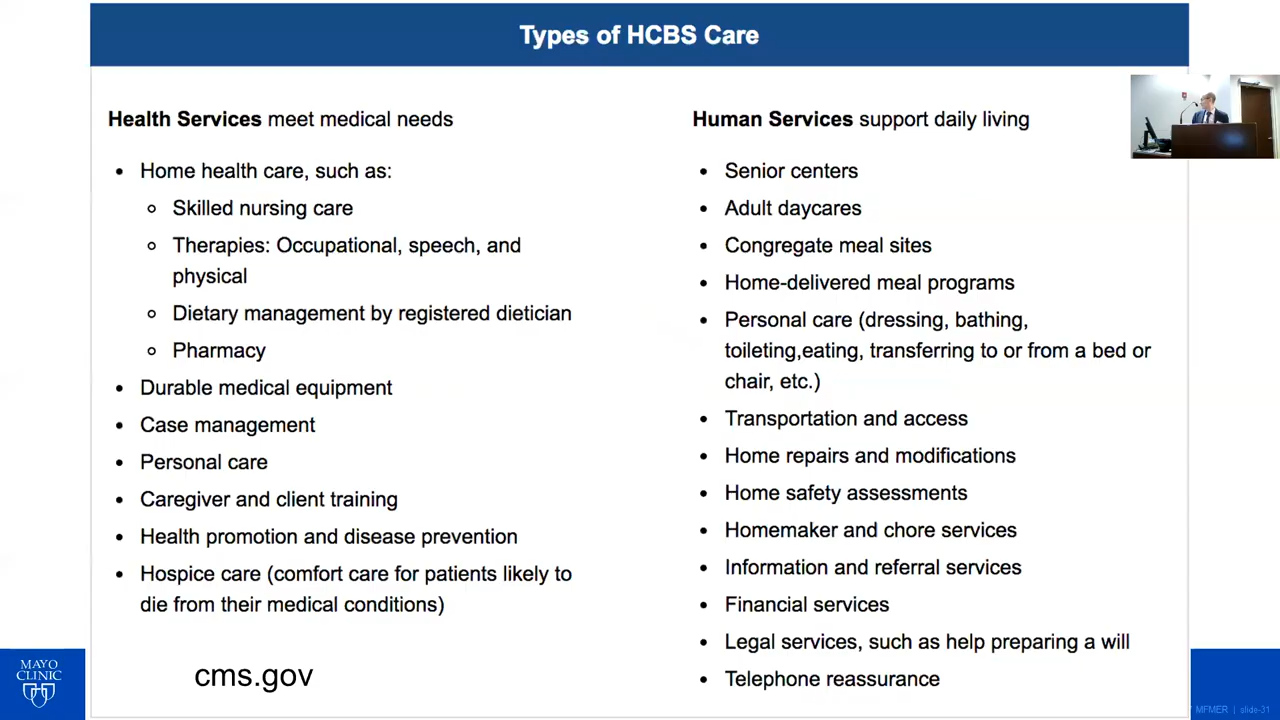 Types of HCBS Care
Health Services meet medical needs
• Home health care, such as:
◦ Skilled nursing care
◦ Therapies: Occupational, speech, and
physical
◦ Dietary management by registered dietician
◦ Pharmacy
• Durable medical equipment
• Case management
• Personal care
• Caregiver and client training
• Health promotion and disease prevention
• Hospice care (comfort care for patients likely to
die from their medical conditions)
Human Services support daily living
• Senior centers
• Adult daycares
• Congregate meal sites
• Home-delivered meal programs
• Personal care (dressing, bathing,
toileting,eating, transferring to or from a bed or
chair, etc.)
• Transportation and access
• Home repairs and modifications
• Home safety assessments
• Homemaker and chore services
• Information and referral services
• Financial services
• Legal services, such as help preparing a will
• Telephone reassurance
cms.gov
MAYO
CLINIC
MFMER | slide-31